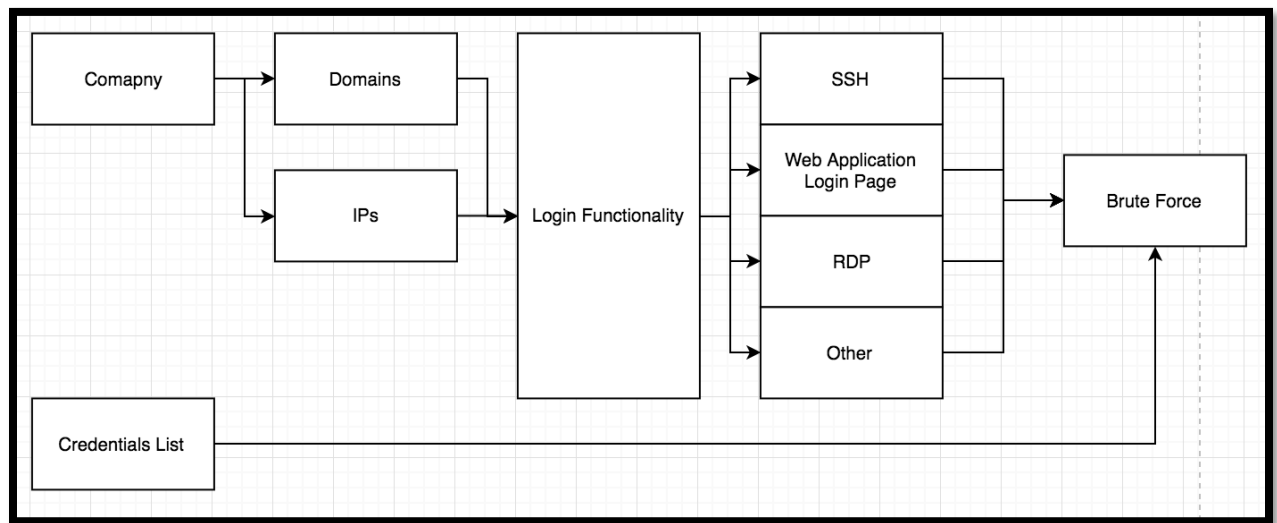 Comapny
Domains
IPs
Login Functionality
SSH
Web Application
Login Page
RDP
Other
Brute Force
Credentials List